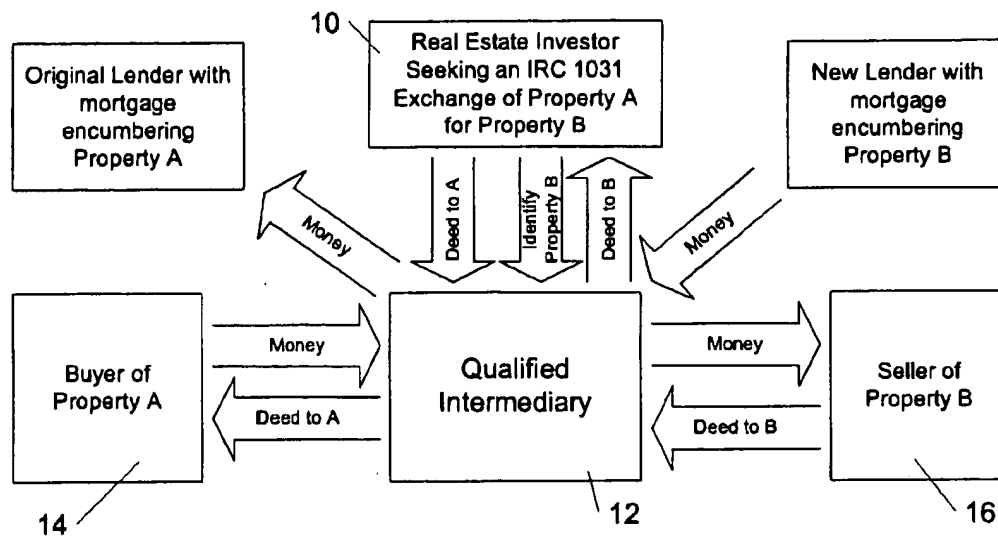 10
Real Estate Investor
Seeking an IRC 1031
Exchange of Property A
for Property B
Original Lender with
mortgage
encumbering
Property A
New Lender with
mortgage
encumbering
Property B
Deed to A
Identify
Property B
Deed to B
Money
Money
Buyer of
Property A
Money
Deed to A
Qualified
Intermediary
Money
Deed to B
Seller of
Property B
14
12
16